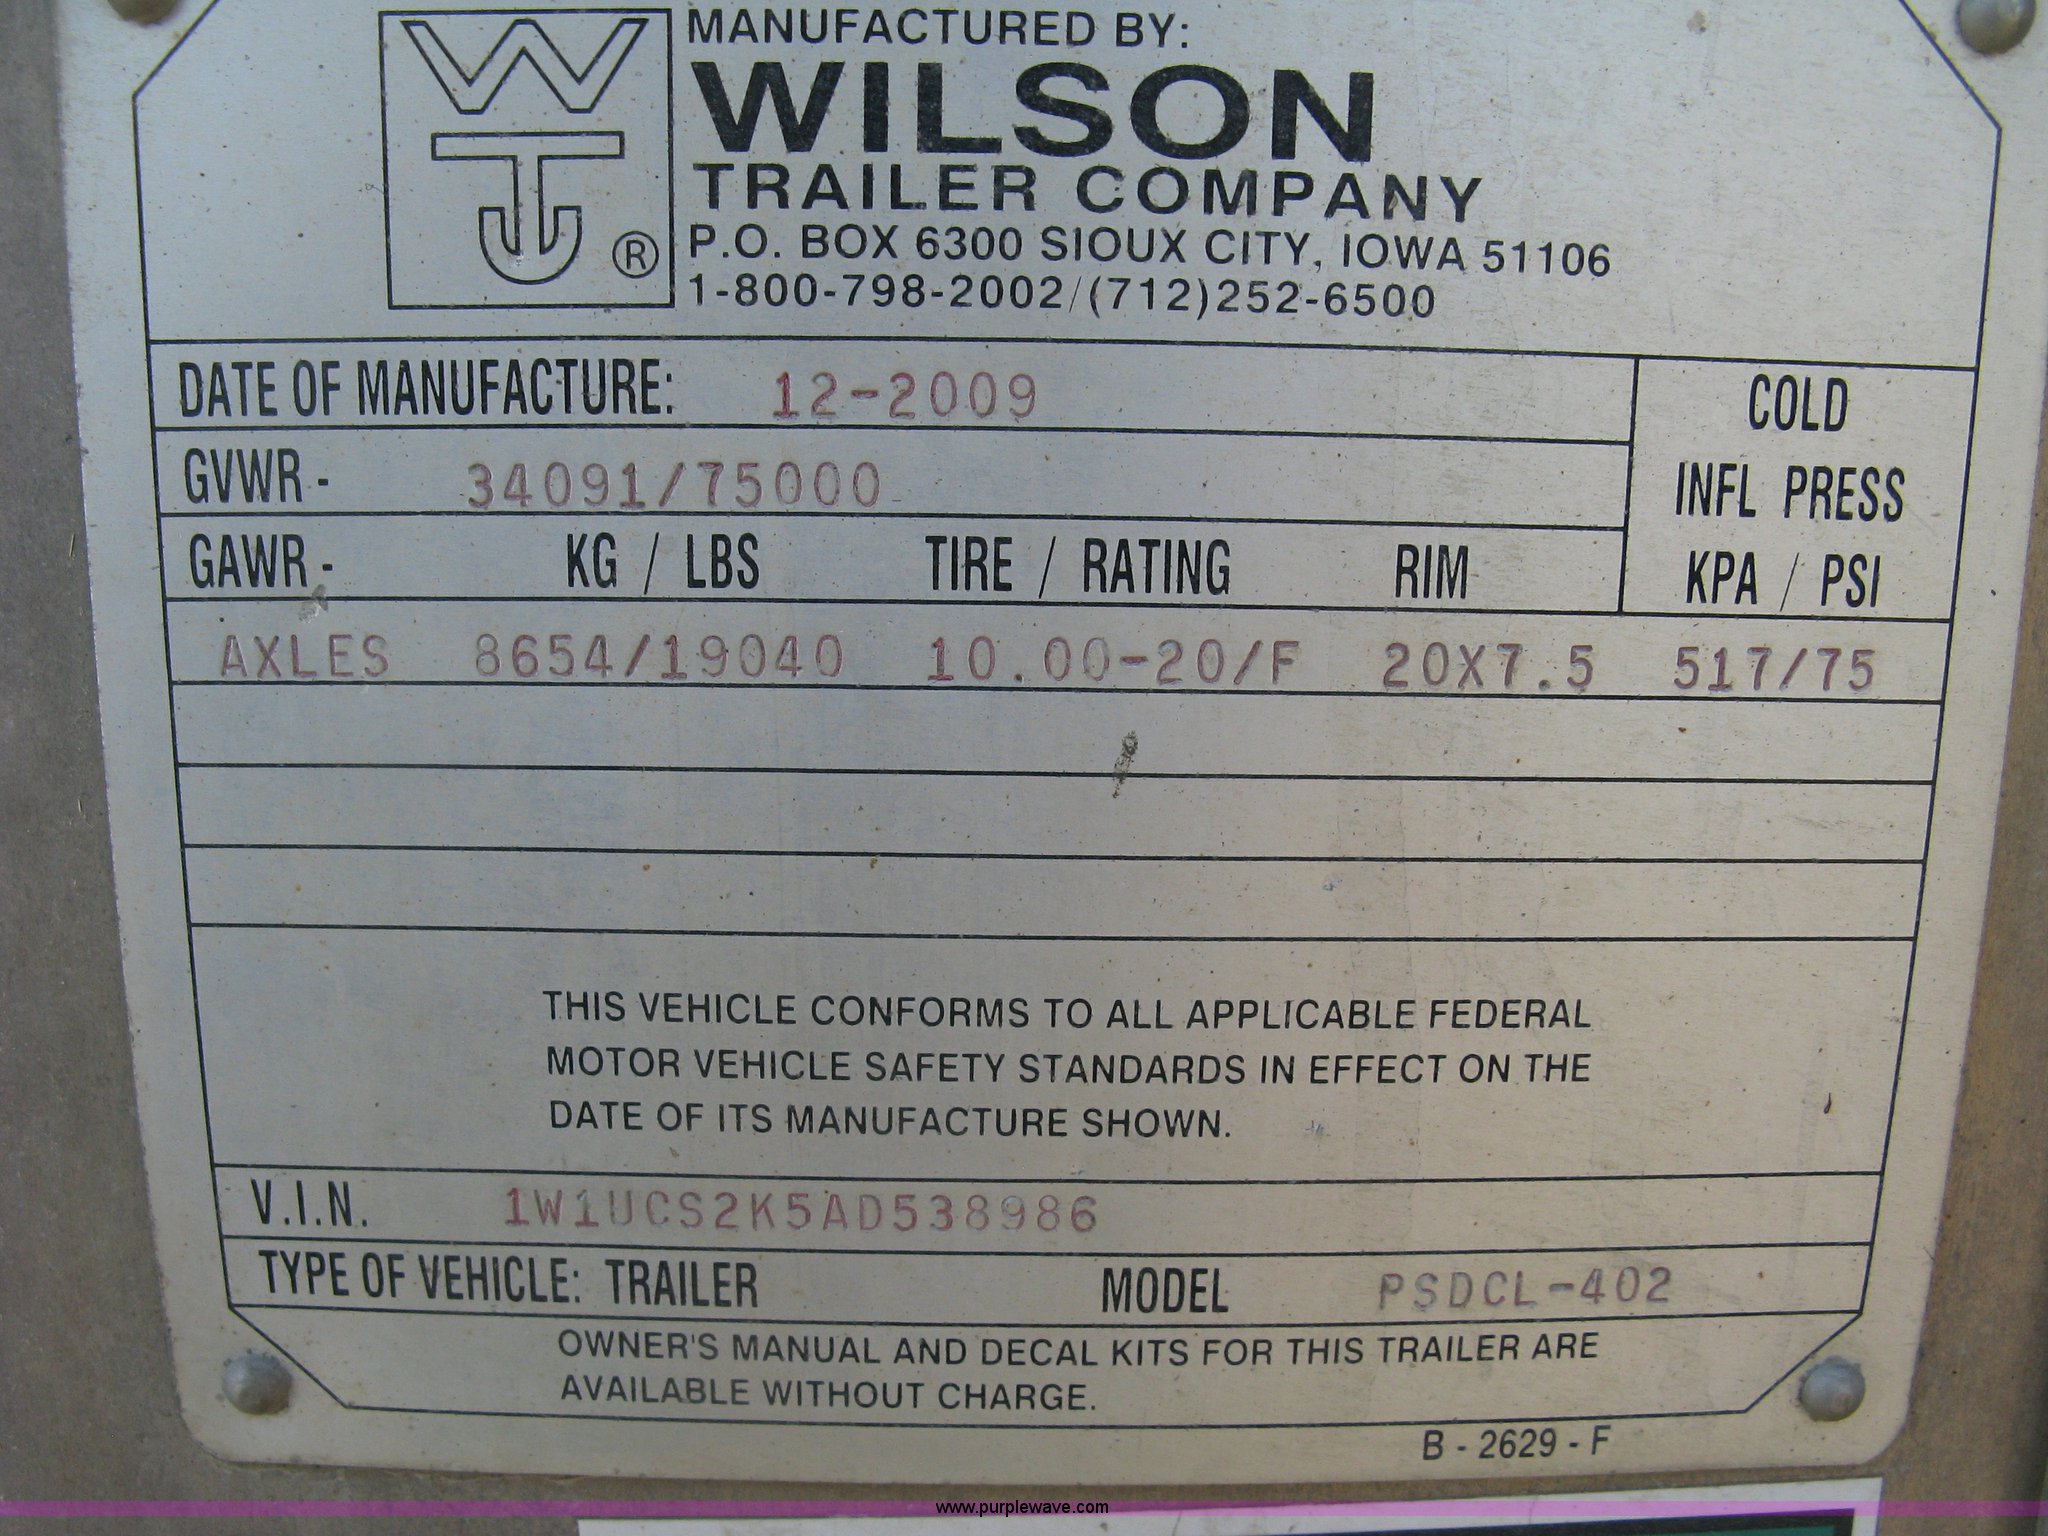 MANUFACTURED BY:
WILSON
TRAILER COMPANY
P.O. BOX 6300 SIOUX CITY, IOWA 51106
1-800-798-2002/(712)252-6500
WT
®
DATE OF MANUFACTURE: 12-2009
GVWR - 34091/75000
COLD
INFL PRESS
KPA / PSI
GAWR - KG / LBS TIRE / RATING RIM
AXLES 8654/19040 10.00-20/F 20X7.5 517/75
THIS VEHICLE CONFORMS TO ALL APPLICABLE FEDERAL
MOTOR VEHICLE SAFETY STANDARDS IN EFFECT ON THE
DATE OF ITS MANUFACTURE SHOWN.
V.I.N. 1W1UCS2K5AD538986
TYPE OF VEHICLE: TRAILER MODEL PSDCL-402
OWNER'S MANUAL AND DECAL KITS FOR THIS TRAILER ARE
AVAILABLE WITHOUT CHARGE.
B - 2629 - F
www.purplewave.com